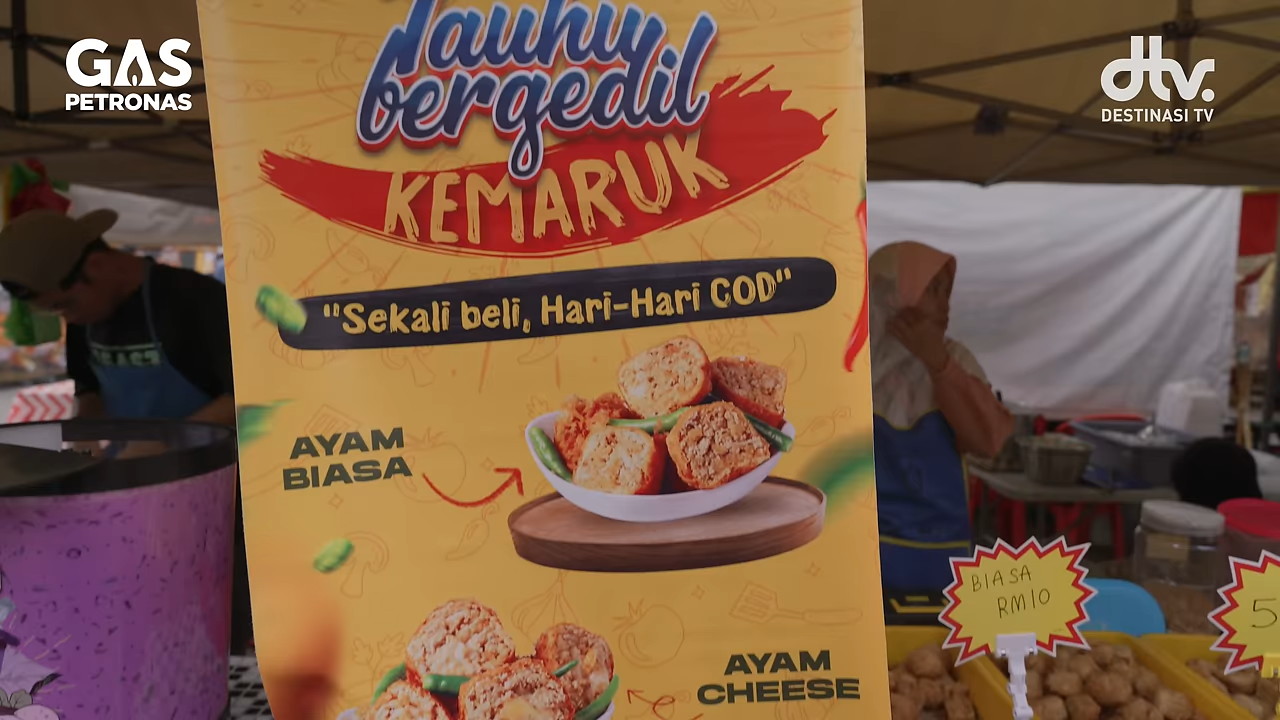 GAS
PETRONAS
dtv.
DESTINASI TV
Tauhu
bergedil
KEMARUK
"Sekali beli, Hari-Hari COD"
AYAM
BIASA
AYAM
CHEESE
BIASA
RM10
5